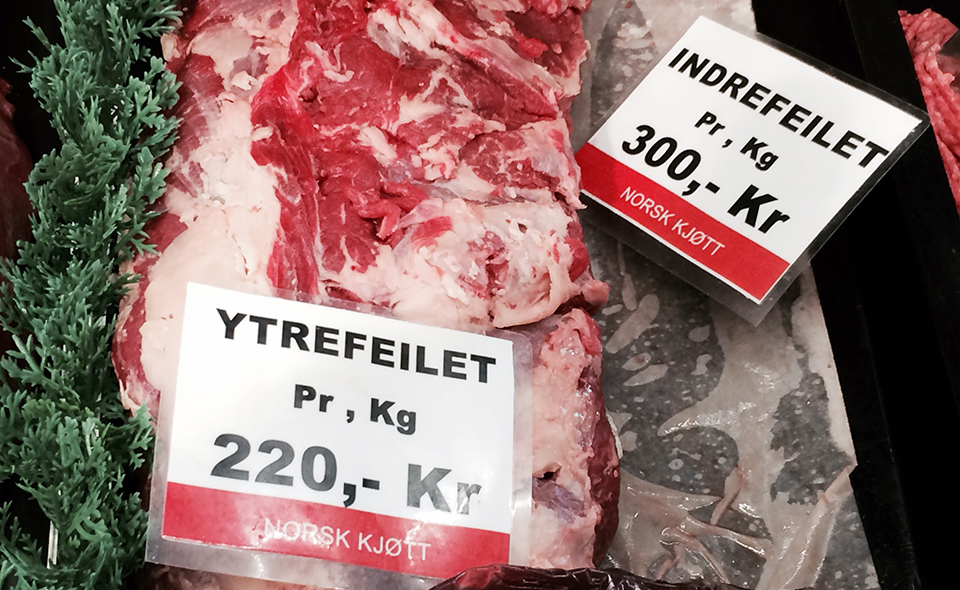 INDREFEILET
Pr , Kg
300,- Kr
NORSK KJØTT
YTREFEILET
Pr , Kg
220,- Kr
NORSK KJØTT